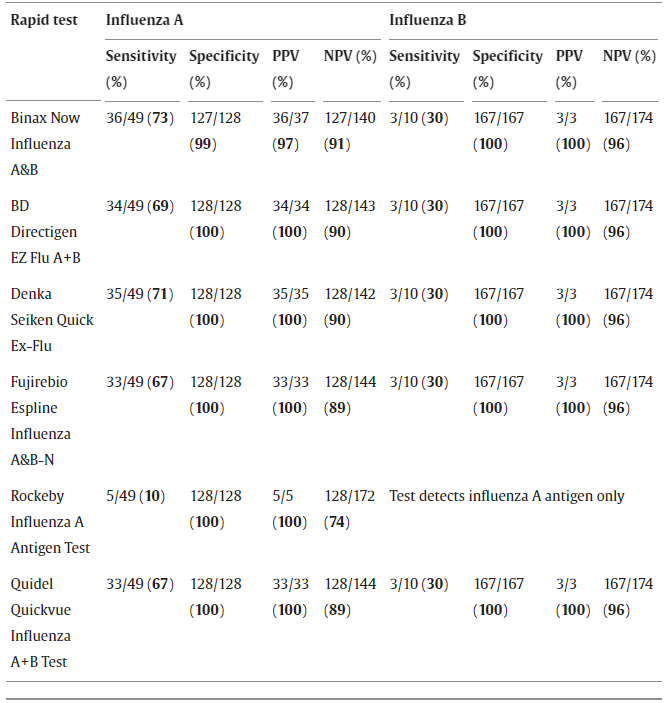 Rapid test Influenza A Influenza B
Sensitivity Specificity PPV NPV (%) Sensitivity Specificity PPV NPV (%)
(%) (%) (%) (%) (%) (%)
Binax Now 36/49 (73) 127/128 36/37 127/140 3/10 (30) 167/167 3/3 167/174
Influenza (99) (97) (91) (100) (100) (96)
A&B
BD 34/49 (69) 128/128 34/34 128/143 3/10 (30) 167/167 3/3 167/174
Directigen (100) (100) (90) (100) (100) (96)
EZ Flu A+B
Denka 35/49 (71) 128/128 35/35 128/142 3/10 (30) 167/167 3/3 167/174
Seiken Quick (100) (100) (90) (100) (100) (96)
Ex-Flu
Fujirebio 33/49 (67) 128/128 33/33 128/144 3/10 (30) 167/167 3/3 167/174
Espline (100) (100) (89) (100) (100) (96)
Influenza
A&B-N
Rockeby 5/49 (10) 128/128 5/5 128/172 Test detects influenza A antigen only
Influenza A (100) (100) (74)
Antigen Test
Quidel 33/49 (67) 128/128 33/33 128/144 3/10 (30) 167/167 3/3 167/174
Quickvue (100) (100) (89) (100) (100) (96)
Influenza
A+B Test